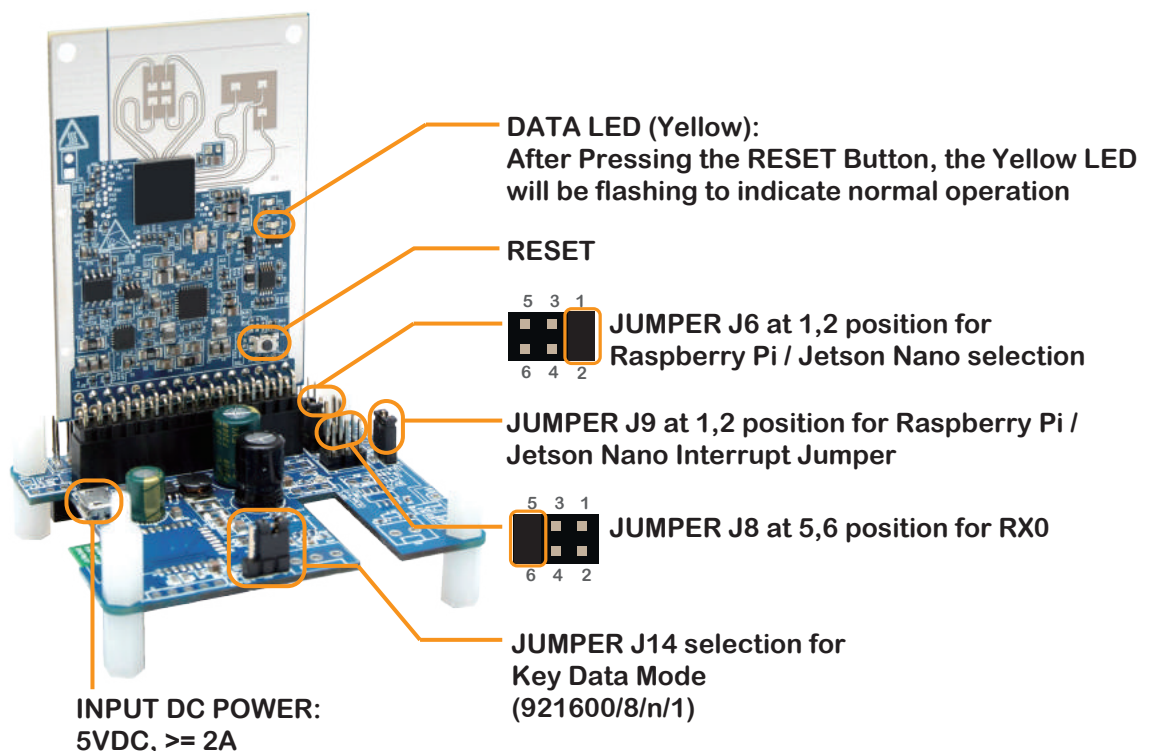 DATA LED (Yellow):
After Pressing the RESET Button, the Yellow LED
will be flashing to indicate normal operation
RESET
5 3 1
6 4 2
JUMPER J6 at 1,2 position for
Raspberry Pi / Jetson Nano selection
JUMPER J9 at 1,2 position for Raspberry Pi /
Jetson Nano Interrupt Jumper
5 3 1
6 4 2
JUMPER J8 at 5,6 position for RX0
JUMPER J14 selection for
Key Data Mode
(921600/8/n/1)
INPUT DC POWER:
5VDC, >= 2A